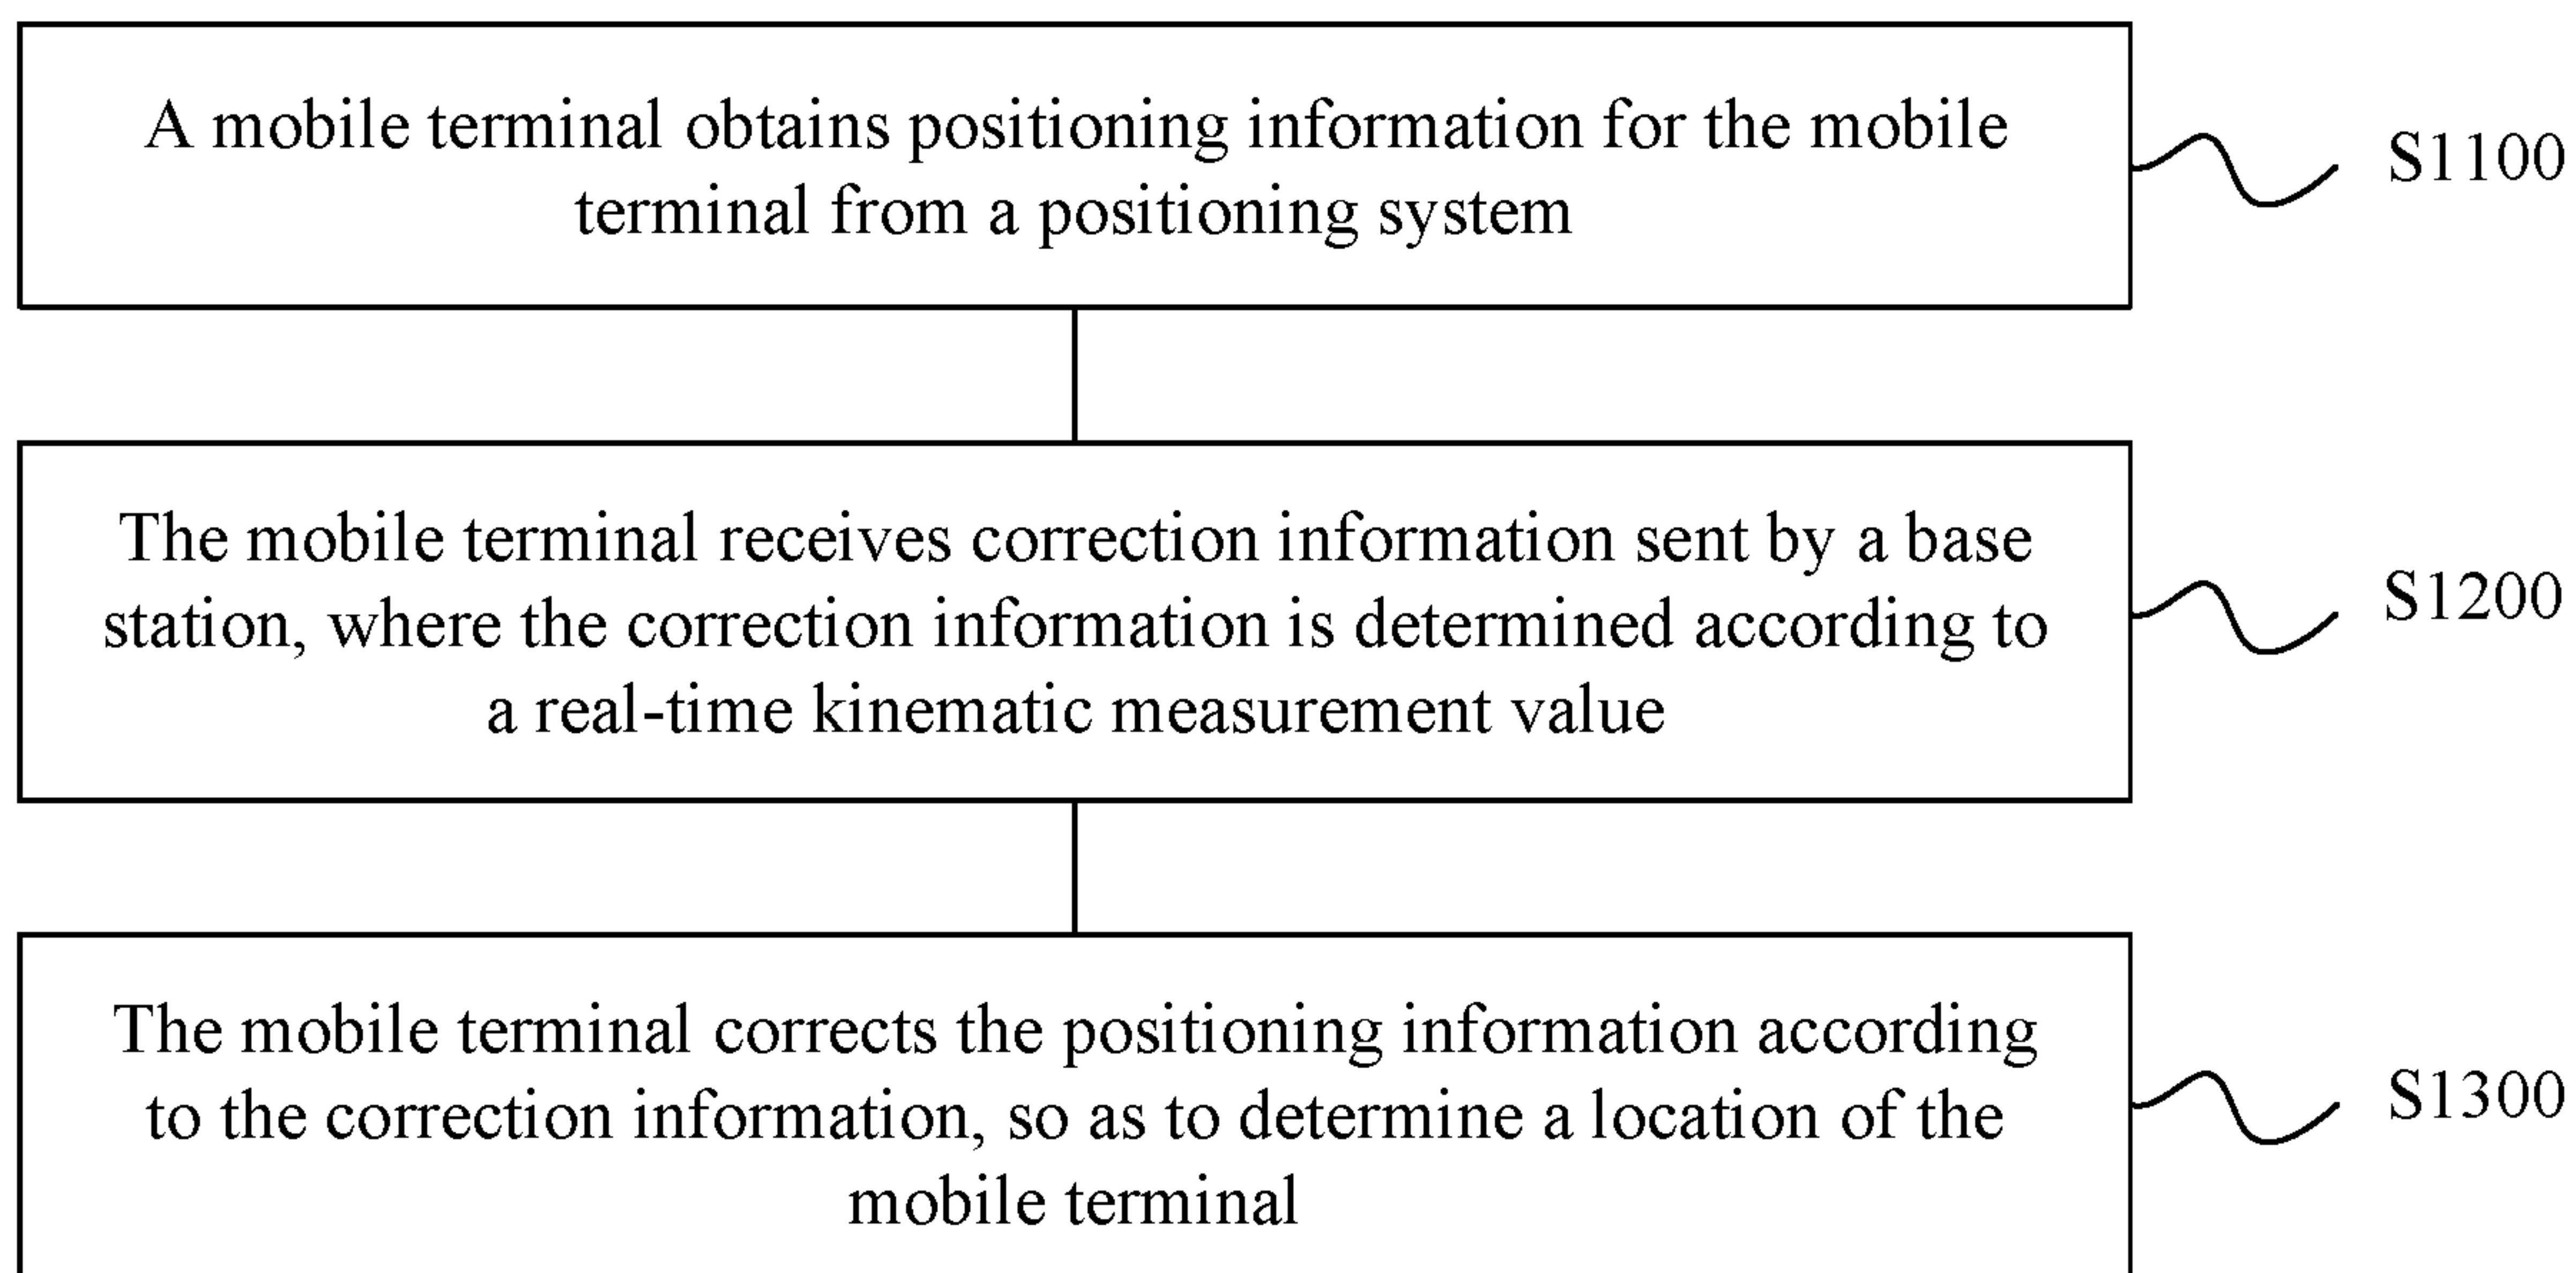 A mobile terminal obtains positioning information for the mobile
terminal from a positioning system
S1100
The mobile terminal receives correction information sent by a base
station, where the correction information is determined according to
a real-time kinematic measurement value
S1200
The mobile terminal corrects the positioning information according
to the correction information, so as to determine a location of the
mobile terminal
S1300